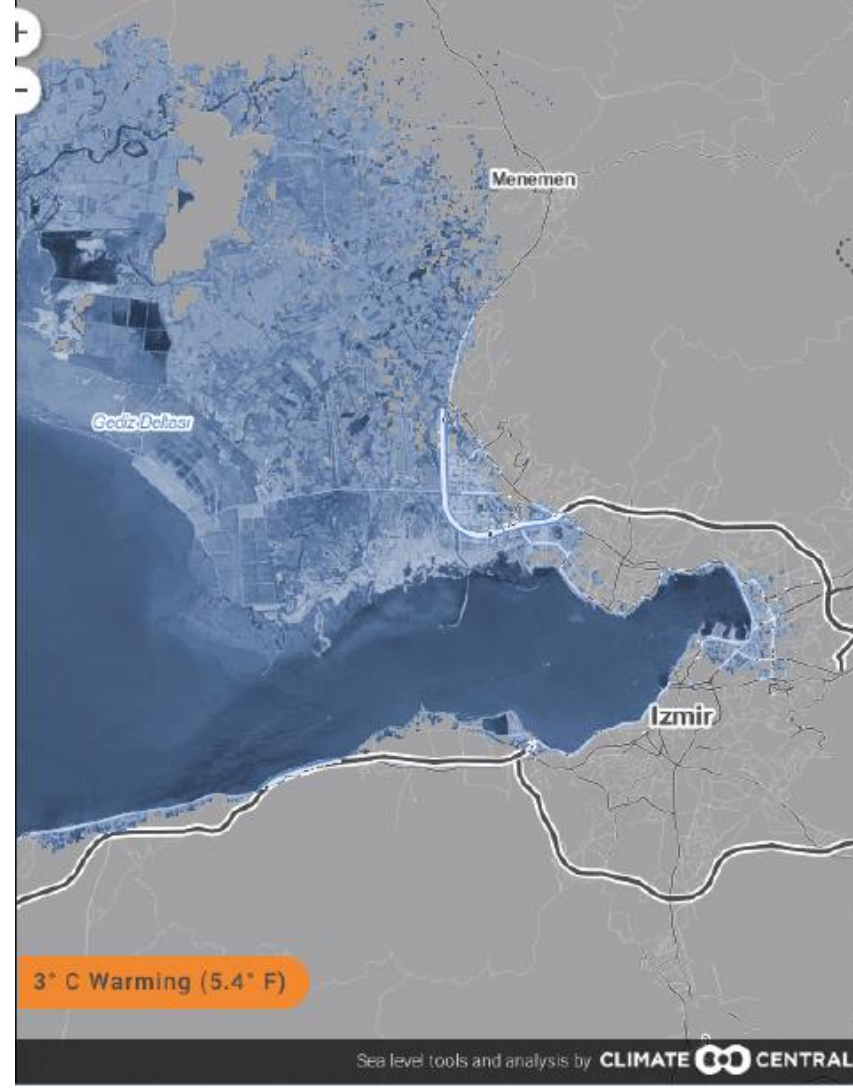 +
−
Menemen
Gediz Deltası
Izmir
3° C Warming (5.4° F)
Sea level tools and analysis by CLIMATE CENTRAL